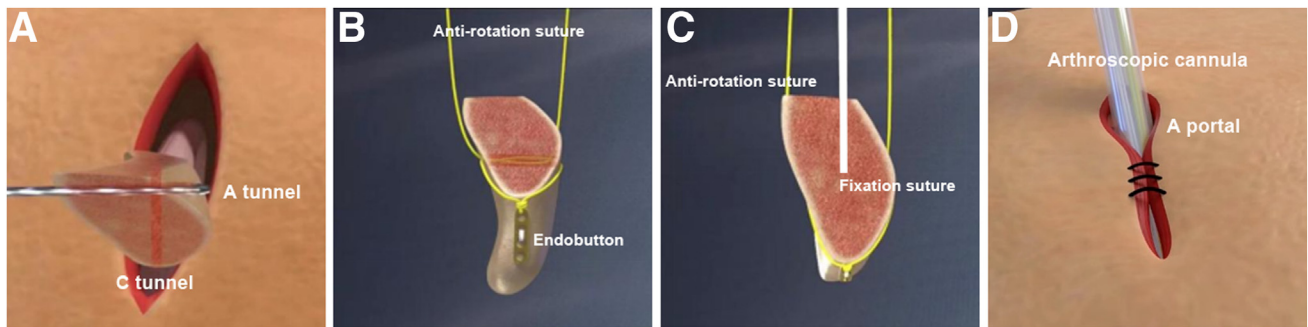 A
A tunnel
C tunnel
B
Anti-rotation suture
Endobutton
C
Anti-rotation suture
Fixation suture
D
Arthroscopic cannula
A portal